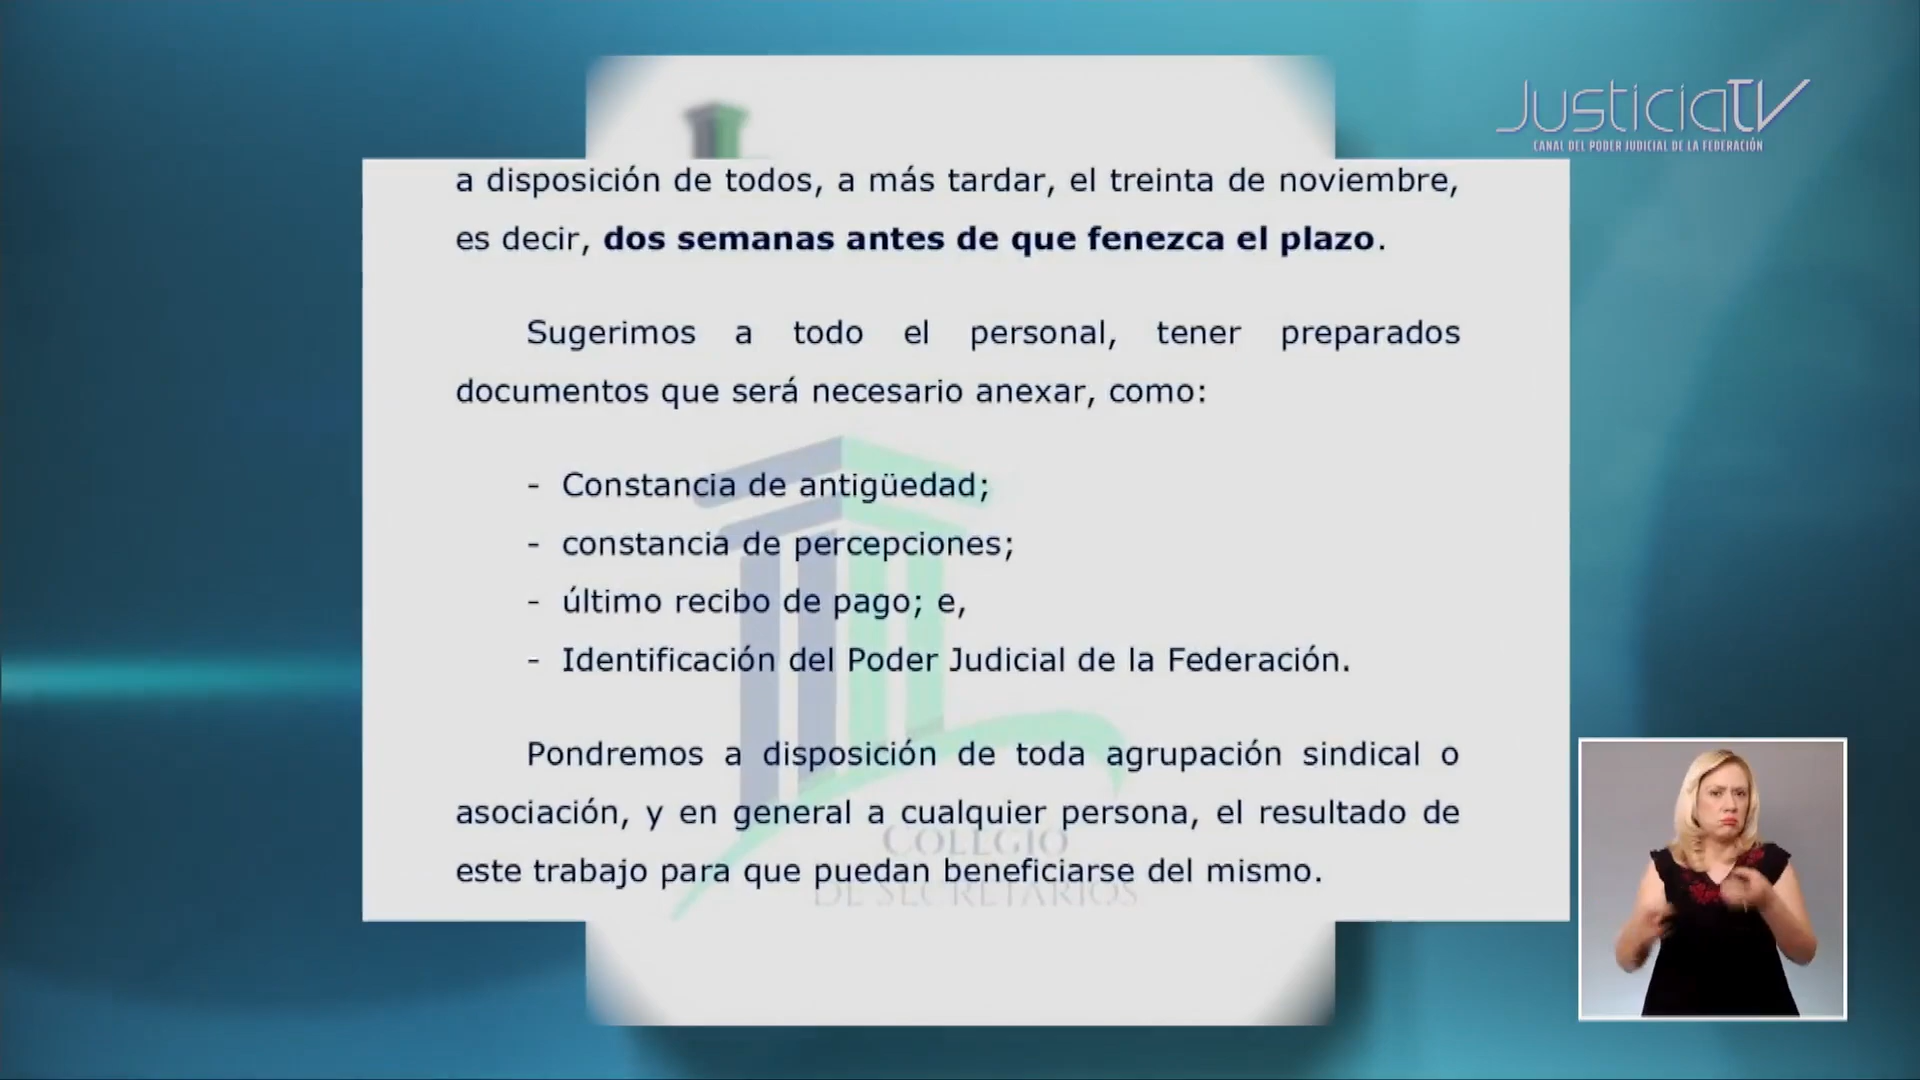 JusticiaTV
CANAL DEL PODER JUDICIAL DE LA FEDERACIÓN
a disposición de todos, a más tardar, el treinta de noviembre,
es decir, dos semanas antes de que fenezca el plazo.
Sugerimos a todo el personal, tener preparados
documentos que será necesario anexar, como:
- Constancia de antigüedad;
- constancia de percepciones;
- último recibo de pago; e,
- Identificación del Poder Judicial de la Federación.
Pondremos a disposición de toda agrupación sindical o
asociación, y en general a cualquier persona, el resultado de
este trabajo para que puedan beneficiarse del mismo.
COLEGIO
DE SECRETARIOS